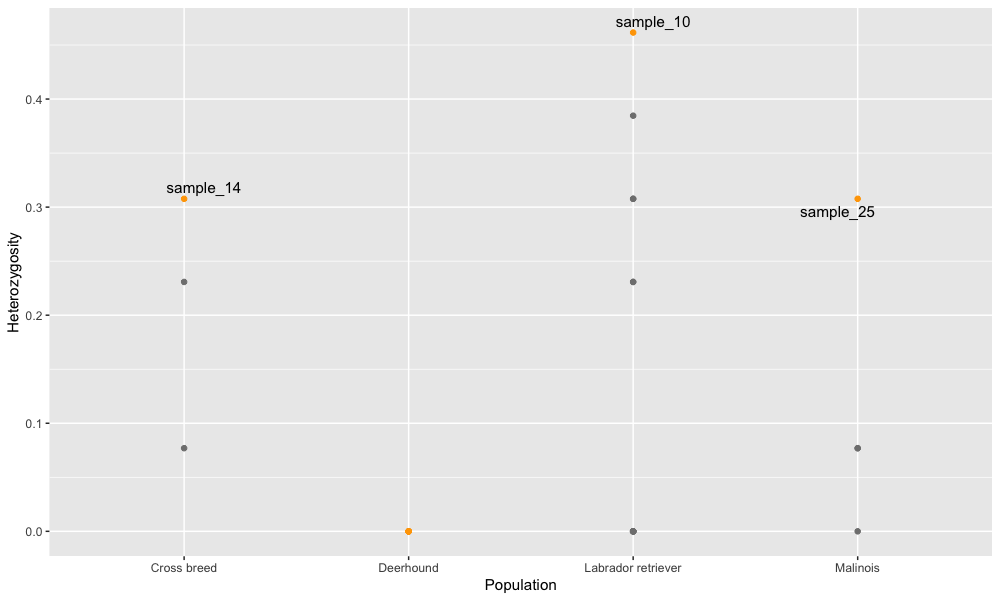 sample_10
0.4
sample_14
0.3
sample_25
Heterozygosity
0.2
0.1
0.0
Cross breed
Deerhound
Labrador retriever
Malinois
Population